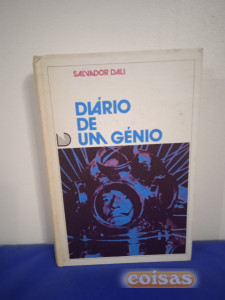 SALVADOR DALI
DIÁRIO
DE
UM GÉNIO
coisas